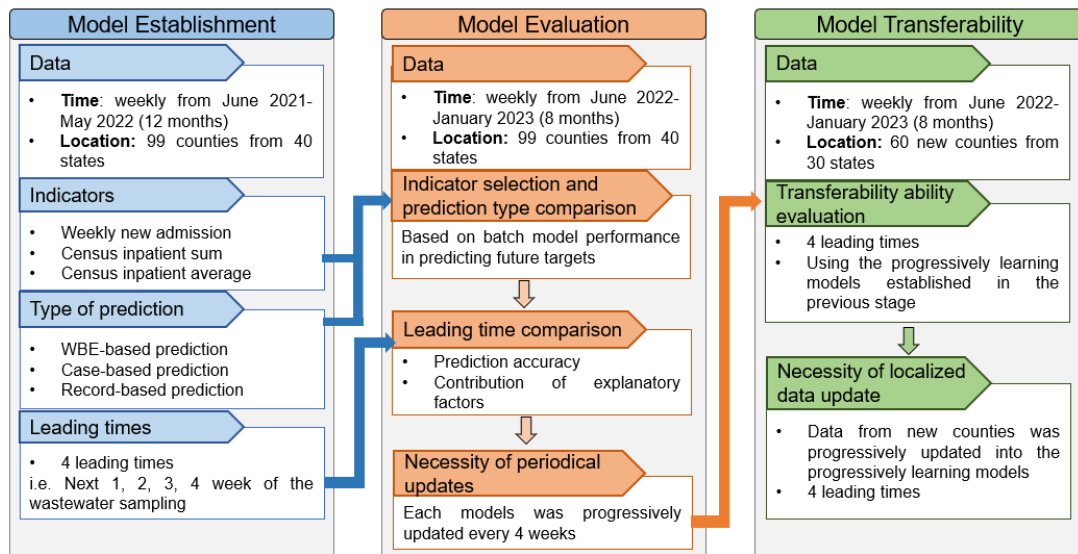 Model Establishment
Data
• Time: weekly from June 2021-
May 2022 (12 months)
• Location: 99 counties from 40
states
Indicators
• Weekly new admission
• Census inpatient sum
• Census inpatient average
Type of prediction
• WBE-based prediction
• Case-based prediction
• Record-based prediction
Leading times
• 4 leading times
i.e. Next 1, 2, 3, 4 week of the
wastewater sampling
Model Evaluation
Data
• Time: weekly from June 2022-
January 2023 (8 months)
• Location: 99 counties from 40
states
Indicator selection and
prediction type comparison
Based on batch model performance
in predicting future targets
Leading time comparison
• Prediction accuracy
• Contribution of explanatory
factors
Necessity of periodical
updates
Each models was progressively
updated every 4 weeks
Model Transferability
Data
• Time: weekly from June 2022-
January 2023 (8 months)
• Location: 60 new counties from
30 states
Transferability ability
evaluation
• 4 leading times
• Using the progressively learning
models established in the
previous stage
Necessity of localized
data update
• Data from new counties was
progressively updated into the
progressively learning models
• 4 leading times